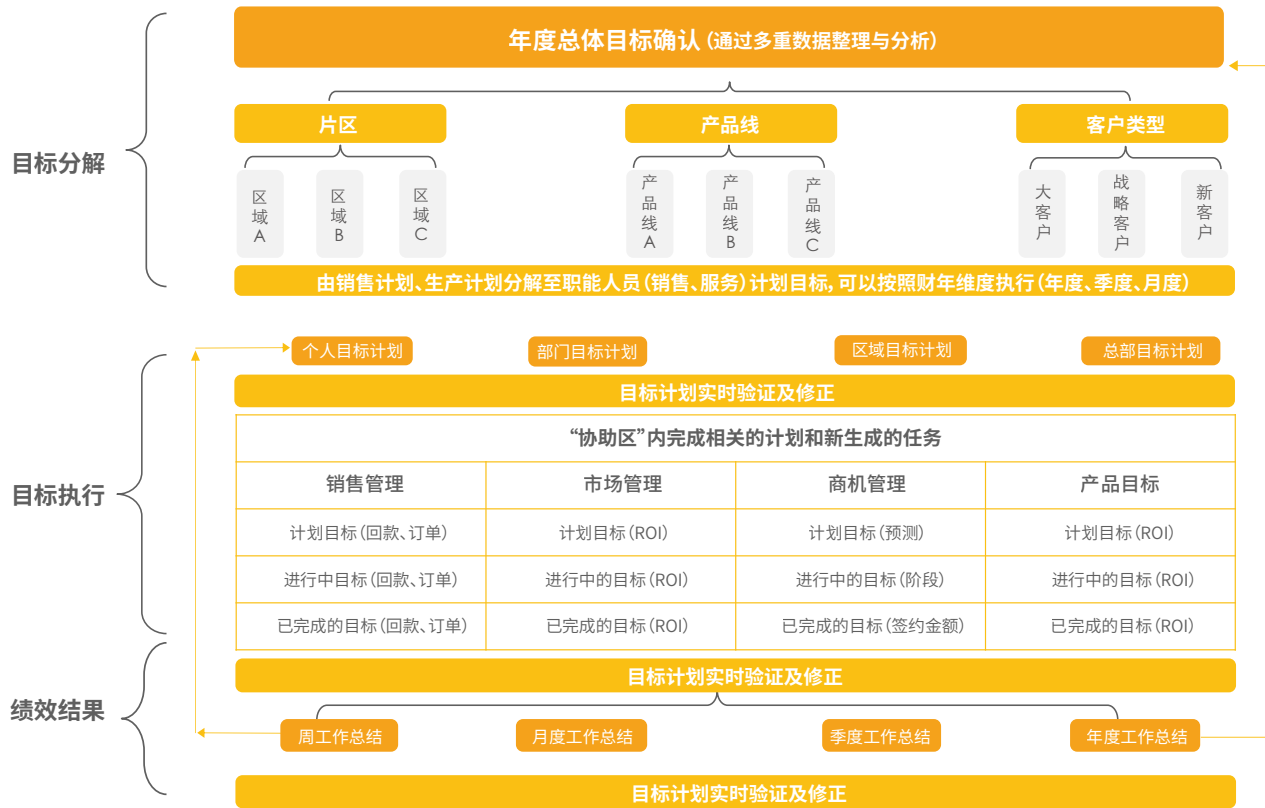 年度总体目标确认(通过多重数据整理与分析)
目标分解
片区
产品线
客户类型
区域A
区域B
区域C
产品线A
产品线B
产品线C
大客户
战略客户
新客户
由销售计划、生产计划分解至职能人员(销售、服务)计划目标,可以按照财年维度执行(年度、季度、月度)
目标执行
个人目标计划
部门目标计划
区域目标计划
总部目标计划
目标计划实时验证及修正
“协助区”内完成相关的计划和新生成的任务
销售管理
市场管理
商机管理
产品目标
计划目标(回款、订单)
计划目标(ROI)
计划目标(预测)
计划目标(ROI)
进行中目标(回款、订单)
进行中的目标(ROI)
进行中的目标(阶段)
进行中的目标(ROI)
已完成的目标(回款、订单)
已完成的目标(ROI)
已完成的目标(签约金额)
已完成的目标(ROI)
绩效结果
目标计划实时验证及修正
周工作总结
月度工作总结
季度工作总结
年度工作总结
目标计划实时验证及修正